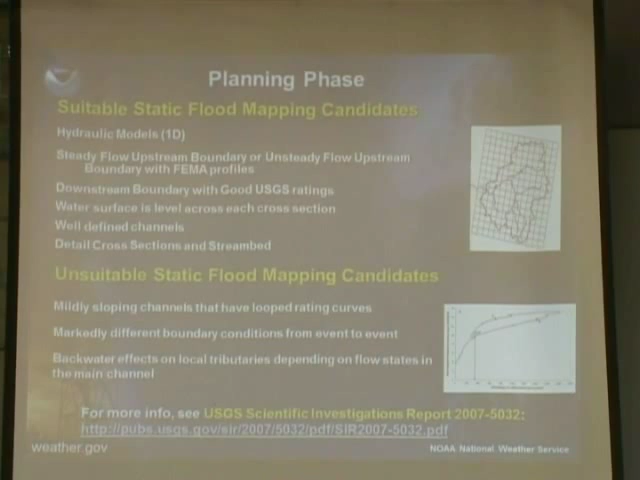 Planning Phase
Suitable Static Flood Mapping Candidates
Hydraulic Models (1D)
Steady Flow Upstream Boundary or Unsteady Flow Upstream
Boundary with FEMA profiles
Downstream Boundary with Good USGS ratings
Water surface is level across each cross section
Well defined channels
Detail Cross Sections and Streambed
Unsuitable Static Flood Mapping Candidates
Mildly sloping channels that have looped rating curves
Markedly different boundary conditions from event to event
Backwater effects on local tributaries depending on flow states in
the main channel
For more info, see USGS Scientific Investigations Report 2007-5032:
http://pubs.usgs.gov/sir/2007/5032/pdf/SIR2007-5032.pdf
weather.gov
NOAA National Weather Service